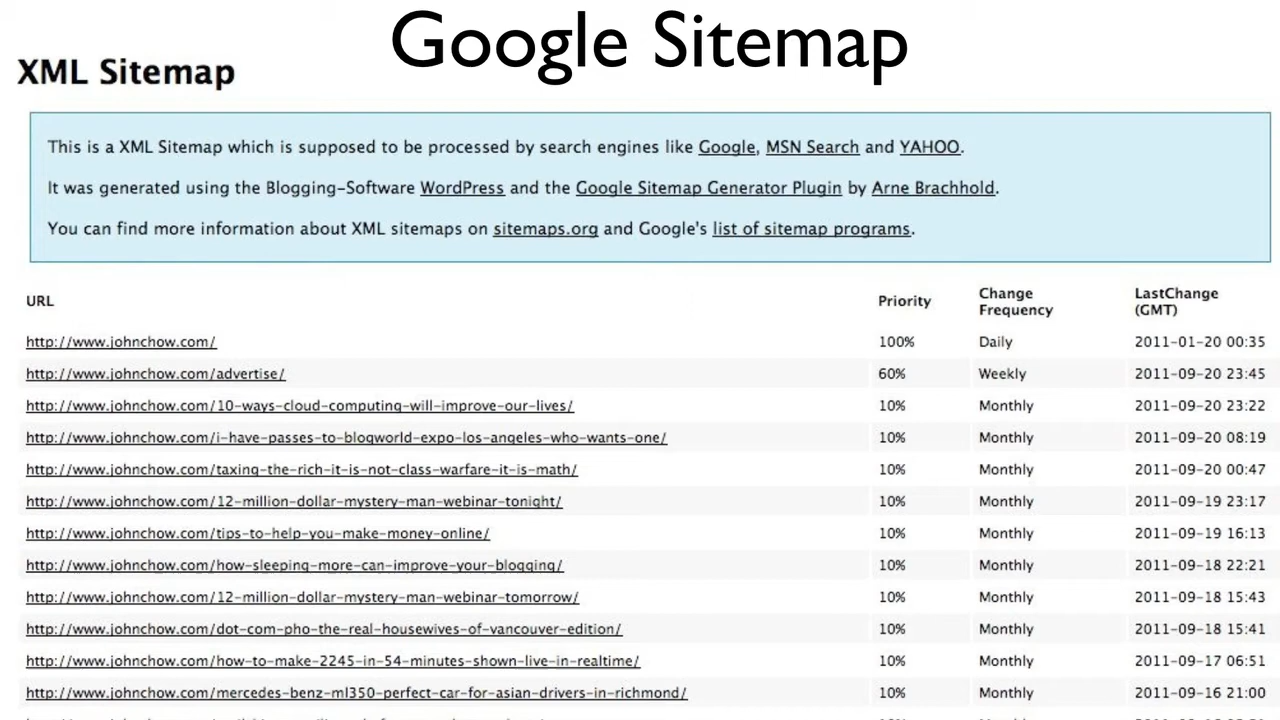 Google Sitemap
XML Sitemap
This is a XML Sitemap which is supposed to be processed by search engines like Google, MSN Search and YAHOO.
It was generated using the Blogging-Software WordPress and the Google Sitemap Generator Plugin by Arne Brachhold.
You can find more information about XML sitemaps on sitemaps.org and Google's list of sitemap programs.
URL Priority Change Frequency LastChange (GMT)
http://www.johnchow.com/ 100% Daily 2011-01-20 00:35
http://www.johnchow.com/advertise/ 60% Weekly 2011-09-20 23:45
http://www.johnchow.com/10-ways-cloud-computing-will-improve-our-lives/ 10% Monthly 2011-09-20 23:22
http://www.johnchow.com/i-have-passes-to-blogworld-expo-los-angeles-who-wants-one/ 10% Monthly 2011-09-20 08:19
http://www.johnchow.com/taxing-the-rich-it-is-not-class-warfare-it-is-math/ 10% Monthly 2011-09-20 00:47
http://www.johnchow.com/12-million-dollar-mystery-man-webinar-tonight/ 10% Monthly 2011-09-19 23:17
http://www.johnchow.com/tips-to-help-you-make-money-online/ 10% Monthly 2011-09-19 16:13
http://www.johnchow.com/how-sleeping-more-can-improve-your-blogging/ 10% Monthly 2011-09-18 22:21
http://www.johnchow.com/12-million-dollar-mystery-man-webinar-tomorrow/ 10% Monthly 2011-09-18 15:43
http://www.johnchow.com/dot-com-pho-the-real-housewives-of-vancouver-edition/ 10% Monthly 2011-09-18 15:41
http://www.johnchow.com/how-to-make-2245-in-54-minutes-shown-live-in-realtime/ 10% Monthly 2011-09-17 06:51
http://www.johnchow.com/mercedes-benz-ml350-perfect-car-for-asian-drivers-in-richmond/ 10% Monthly 2011-09-16 21:00